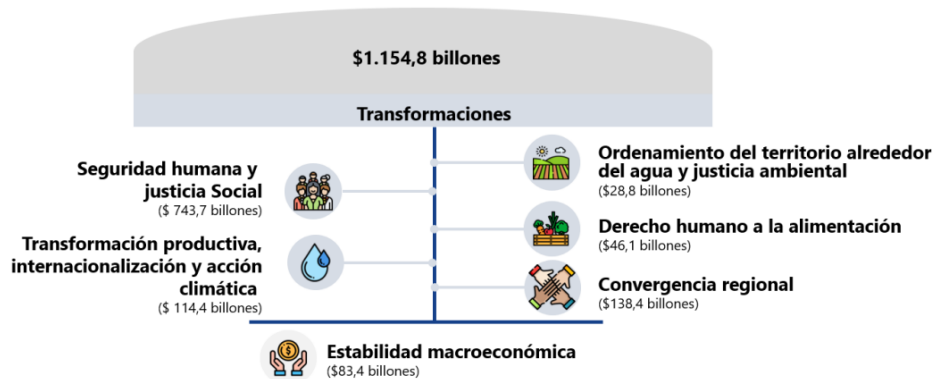 $1.154,8 billones
Transformaciones
Seguridad humana y
justicia Social
($ 743,7 billones)
Transformación productiva,
internacionalización y acción
climática
($ 114,4 billones)
Ordenamiento del territorio alrededor
del agua y justicia ambiental
($28,8 billones)
Derecho humano a la alimentación
($46,1 billones)
Convergencia regional
($138,4 billones)
Estabilidad macroeconómica
($83,4 billones)